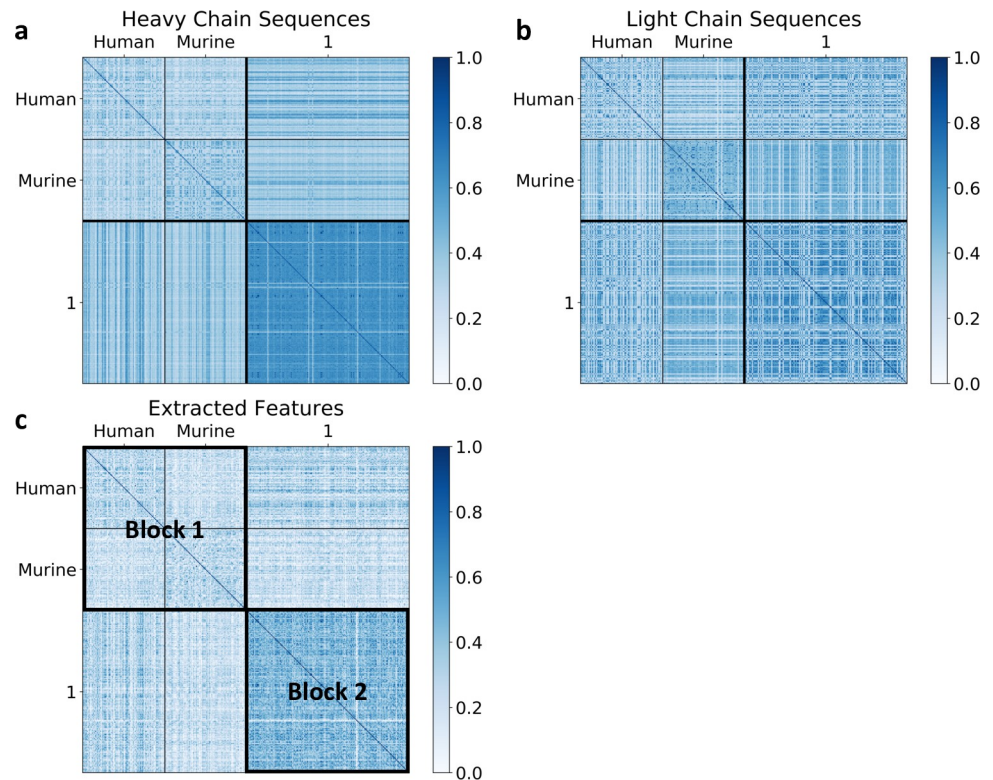 a
Heavy Chain Sequences
Human Murine 1
1.0
Human
0.8
0.6
Murine
0.4
1
0.2
0.0
b
Light Chain Sequences
Human Murine 1
1.0
Human
0.8
0.6
Murine
0.4
1
0.2
0.0
c
Extracted Features
Human Murine 1
1.0
Human
0.8
Block 1
0.6
Murine
0.4
1
Block 2
0.2
0.0